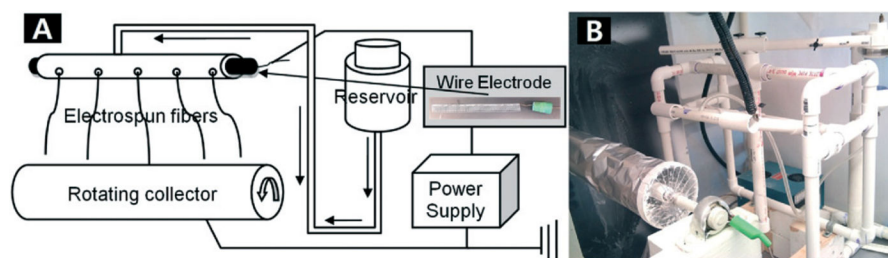 A
B
Reservoir
Wire Electrode
Electrospun fibers
Rotating collector
Power
Supply